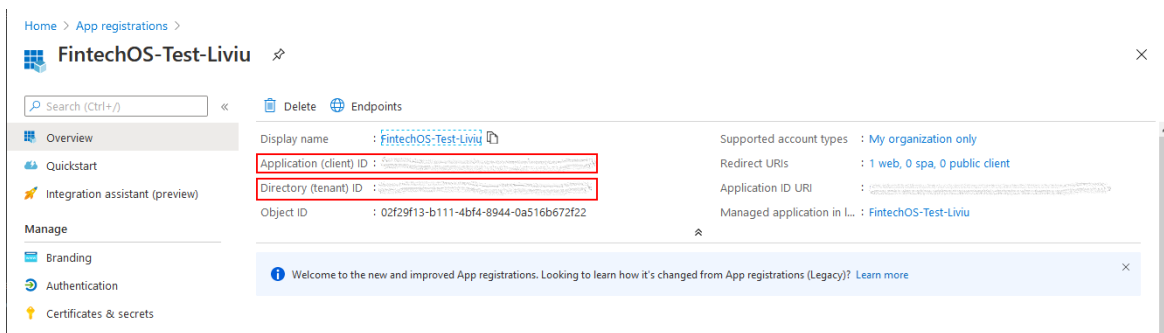 Home > App registrations >
FintechOS-Test-Liviu
Search (Ctrl+/)
Overview
Quickstart
Integration assistant (preview)
Manage
Branding
Authentication
Certificates & secrets
Delete Endpoints
Display name : FintechOS-Test-Liviu
Application (client) ID :
Directory (tenant) ID :
Object ID : 02f29f13-b111-4bf4-8944-0a516b672f22
Supported account types : My organization only
Redirect URIs : 1 web, 0 spa, 0 public client
Application ID URI :
Managed application in l... : FintechOS-Test-Liviu
Welcome to the new and improved App registrations. Looking to learn how it's changed from App registrations (Legacy)? Learn more